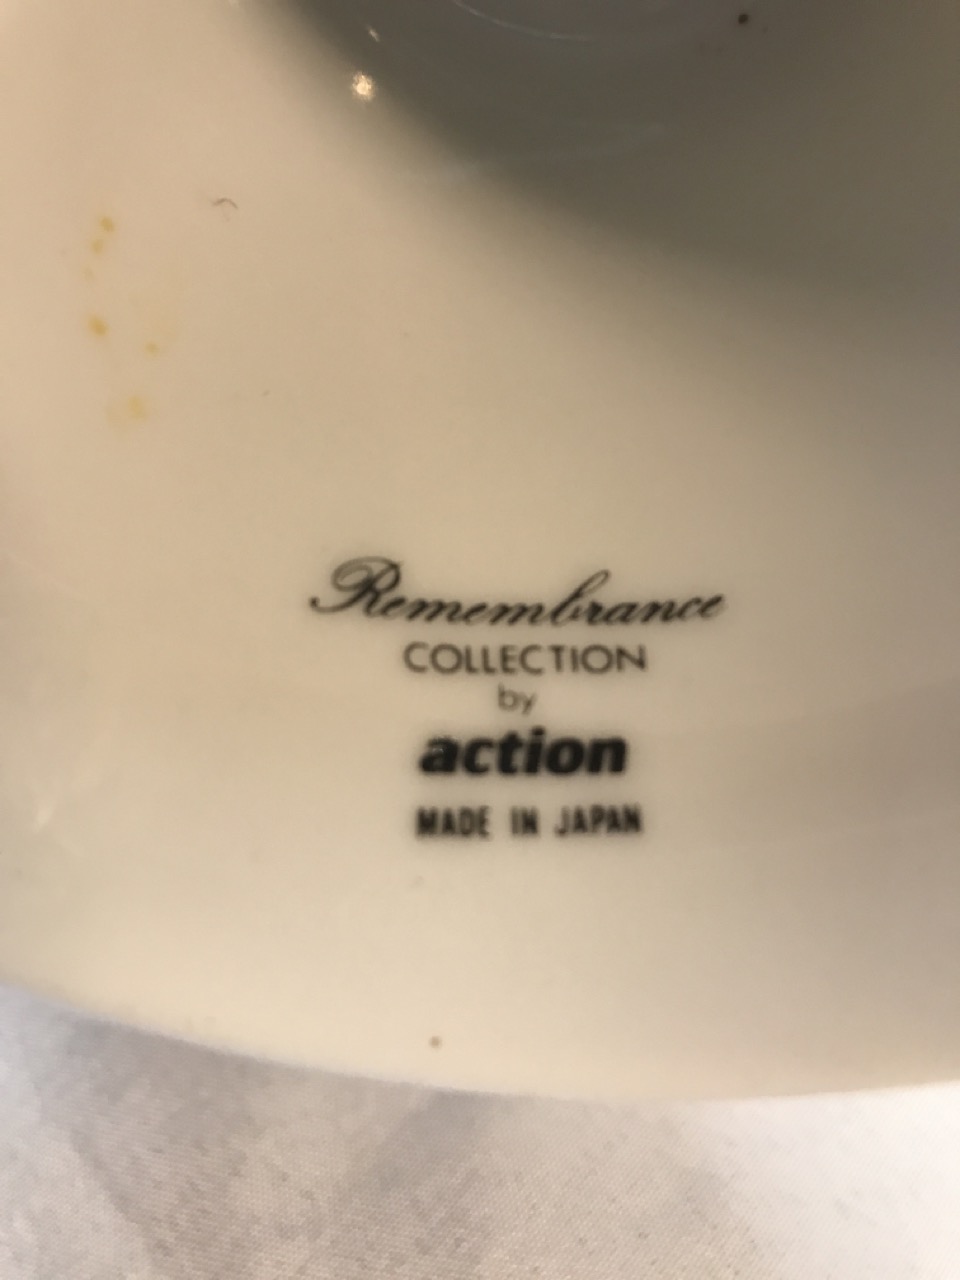 Remembrance
COLLECTION
by
action
MADE IN JAPAN